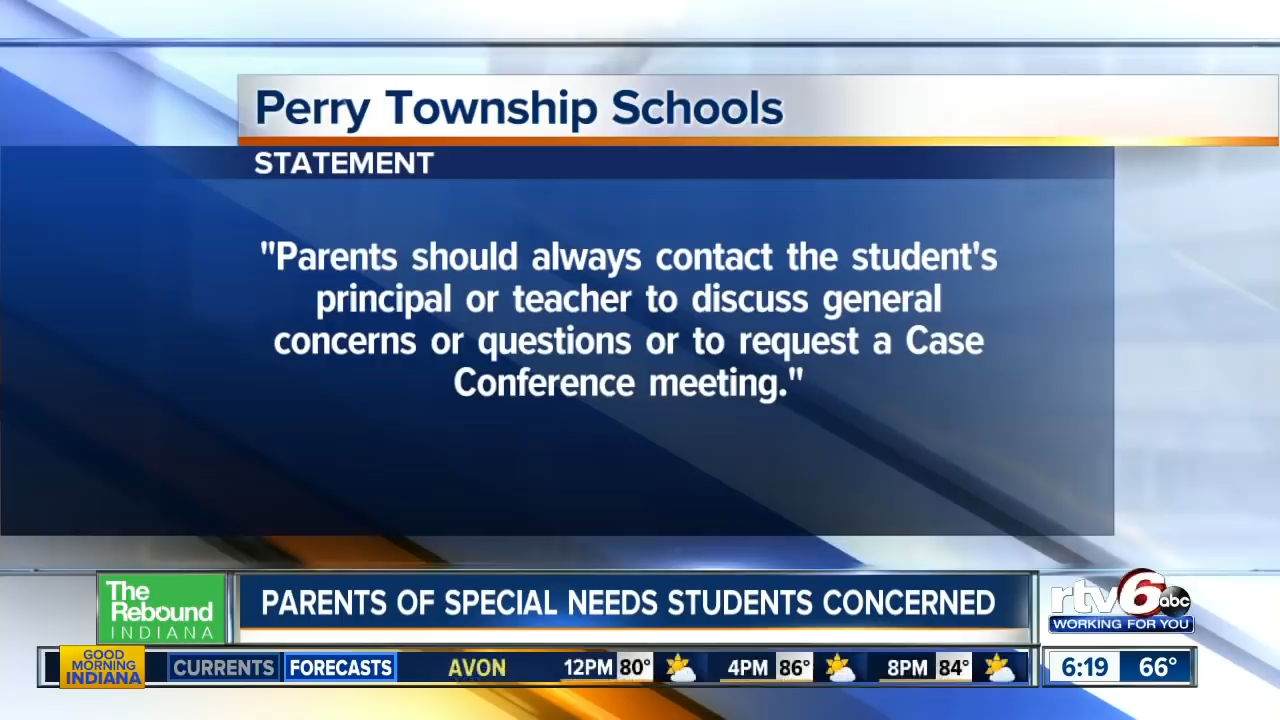 Perry Township Schools
STATEMENT
"Parents should always contact the student's
principal or teacher to discuss general
concerns or questions or to request a Case
Conference meeting."
The
Rebound
INDIANA
PARENTS OF SPECIAL NEEDS STUDENTS CONCERNED
rtv6 abc
WORKING FOR YOU
GOOD
MORNING
INDIANA
CURRENTS FORECASTS AVON 12PM 80° 4PM 86° 8PM 84° 6:19 66°